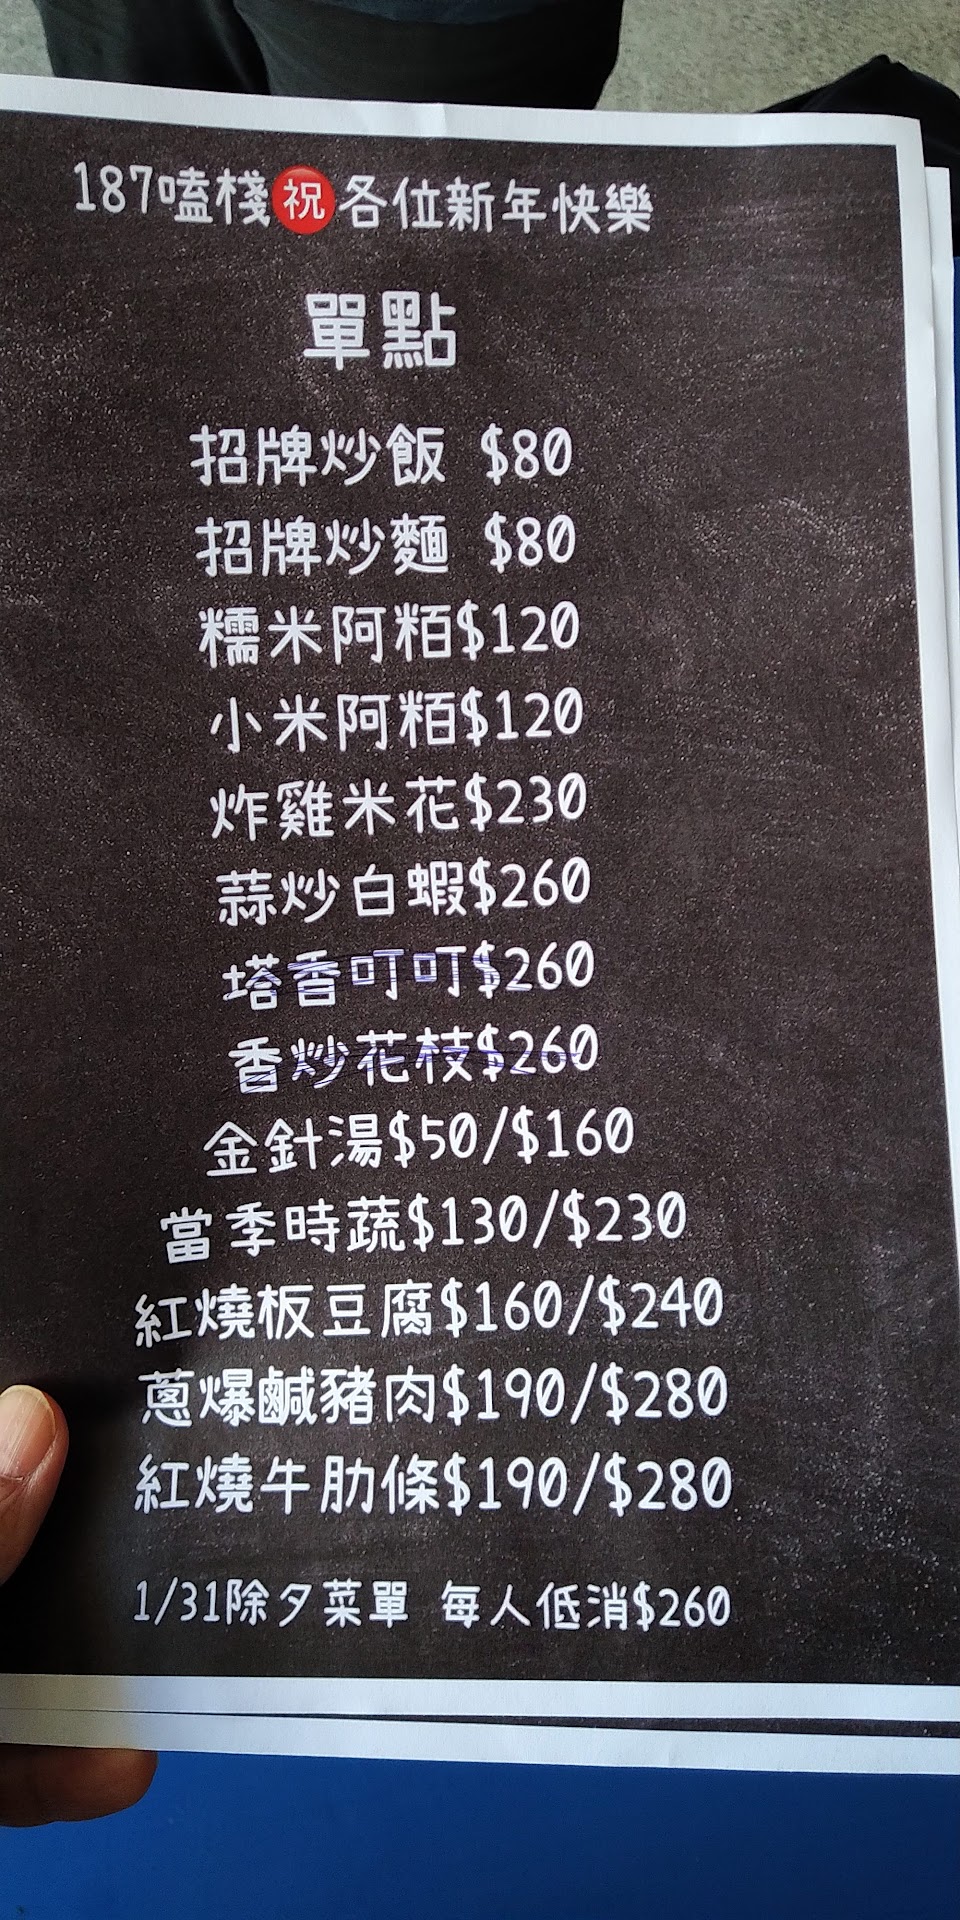 187嗑棧㊗各位新年快樂
單點
招牌炒飯 $80
招牌炒麵 $80
糯米阿粨$120
小米阿粨$120
炸雞米花$230
蒜炒白蝦$260
塔香叮叮$260
香炒花枝$260
金針湯$50/$160
當季時蔬$130/$230
紅燒板豆腐$160/$240
蔥爆鹹豬肉$190/$280
紅燒牛肋條$190/$280
1/31除夕菜單 每人低消$260